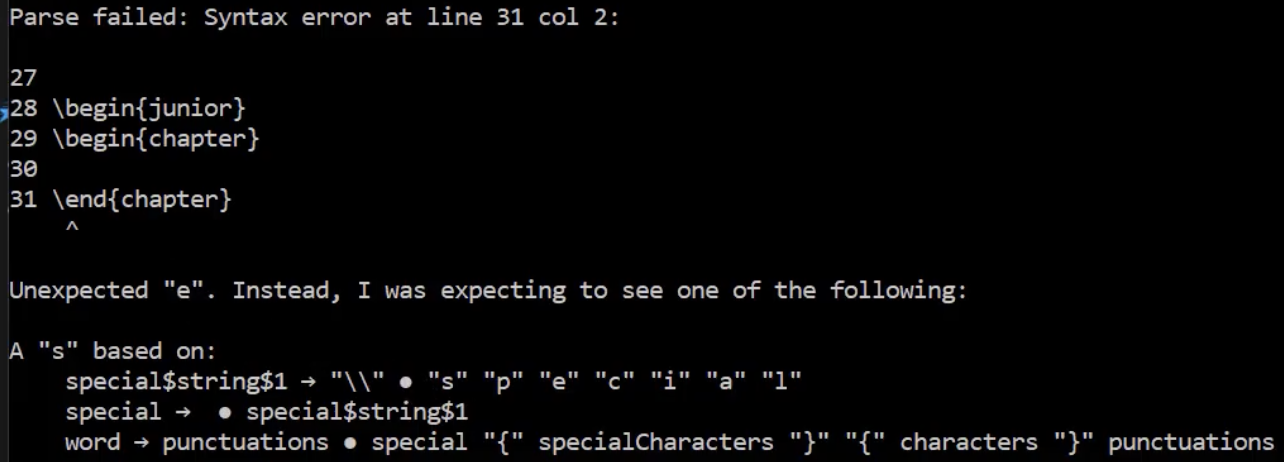 Parse failed: Syntax error at line 31 col 2:
27
28 \begin{junior}
29 \begin{chapter}
30
31 \end{chapter}
^
Unexpected "e". Instead, I was expecting to see one of the following:
A "s" based on:
special$string$1 → "\\" ● "s" "p" "e" "c" "i" "a" "l"
special →  ● special$string$1
word → punctuations ● special "{" specialCharacters "}" "{" characters "}" punctuations